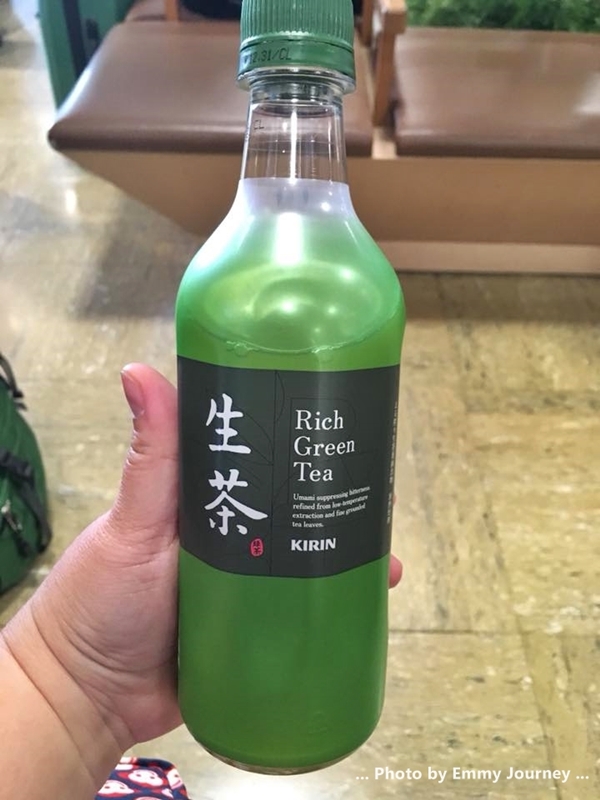 生茶
Rich
Green
Tea
Umami suppressing bitterness
refined from low-temperature
extraction and fine grounded
tea leaves.
KIRIN
... Photo by Emmy Journey ...